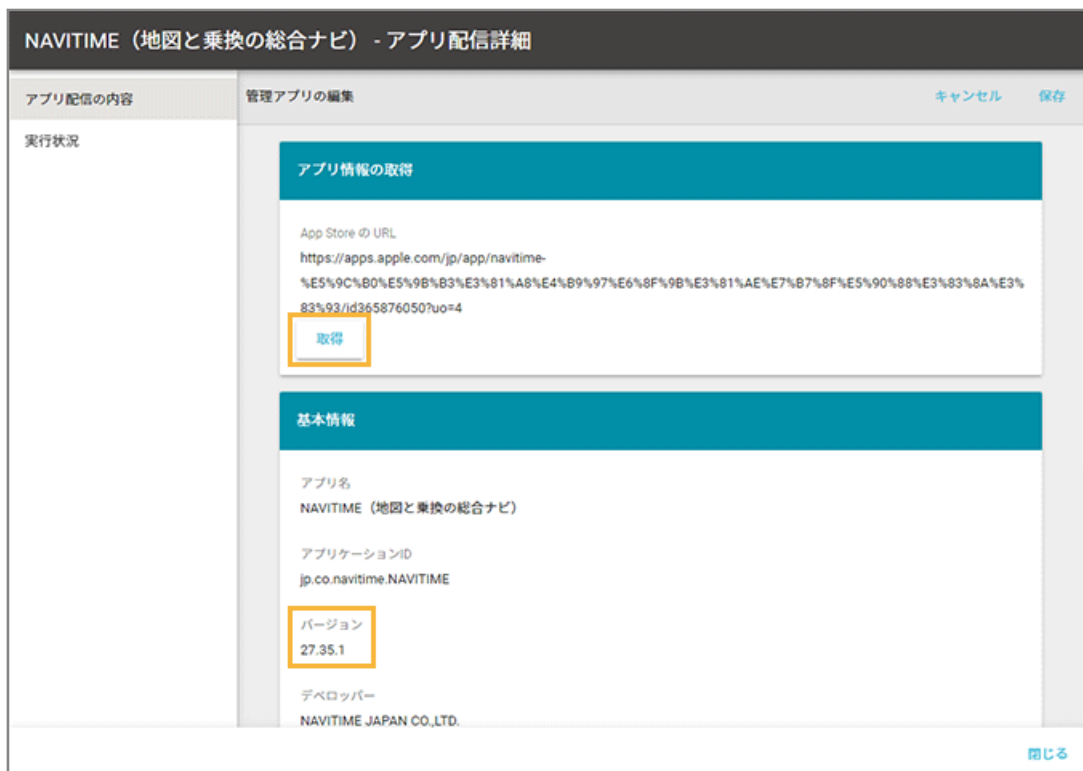 NAVITIME（地図と乗換の総合ナビ） - アプリ配信詳細
アプリ配信の内容
実行状況
管理アプリの編集
キャンセル
保存
アプリ情報の取得
App Store の URL
https://apps.apple.com/jp/app/navitime-
%E5%9C%B0%E5%9B%B3%E3%81%A8%E4%B9%97%E6%8F%9B%E3%81%AE%E7%B7%8F%E5%90%88%E3%83%8A%E3%
83%93/id365876050?uo=4
取得
基本情報
アプリ名
NAVITIME（地図と乗換の総合ナビ）
アプリケーションID
jp.co.navitime.NAVITIME
バージョン
27.35.1
デベロッパー
NAVITIME JAPAN CO.,LTD.
閉じる